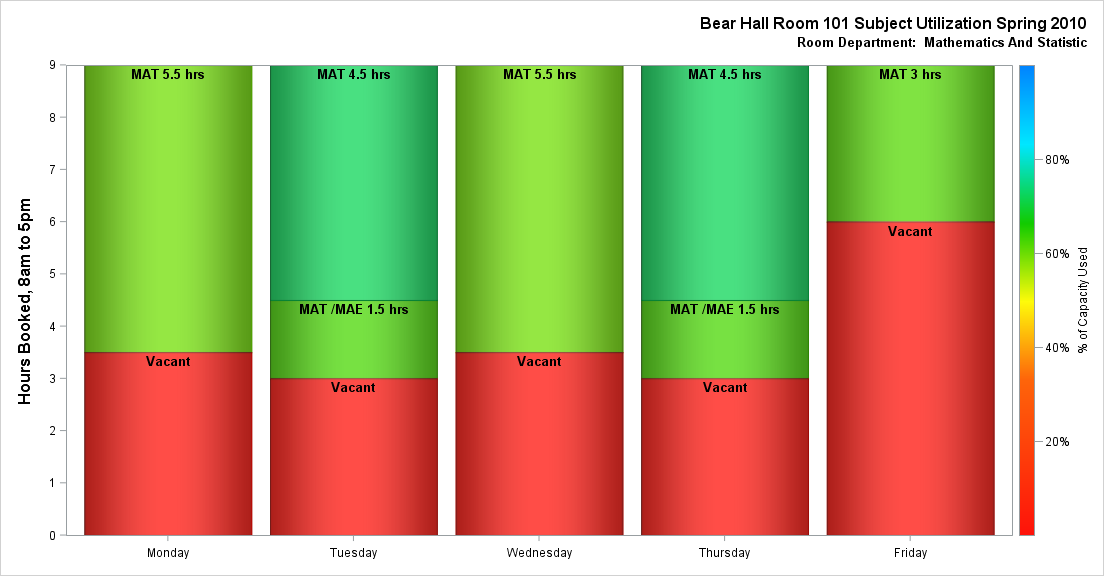 Bear Hall Room 101 Subject Utilization Spring 2010
Room Department:  Mathematics And Statistic
Hours Booked, 8am to 5pm
9
8
7
6
5
4
3
2
1
0
MAT 5.5 hrs
Vacant
MAT 4.5 hrs
MAT /MAE 1.5 hrs
Vacant
MAT 5.5 hrs
Vacant
MAT 4.5 hrs
MAT /MAE 1.5 hrs
Vacant
MAT 3 hrs
Vacant
Monday
Tuesday
Wednesday
Thursday
Friday
80%
60%
40%
20%
% of Capacity Used